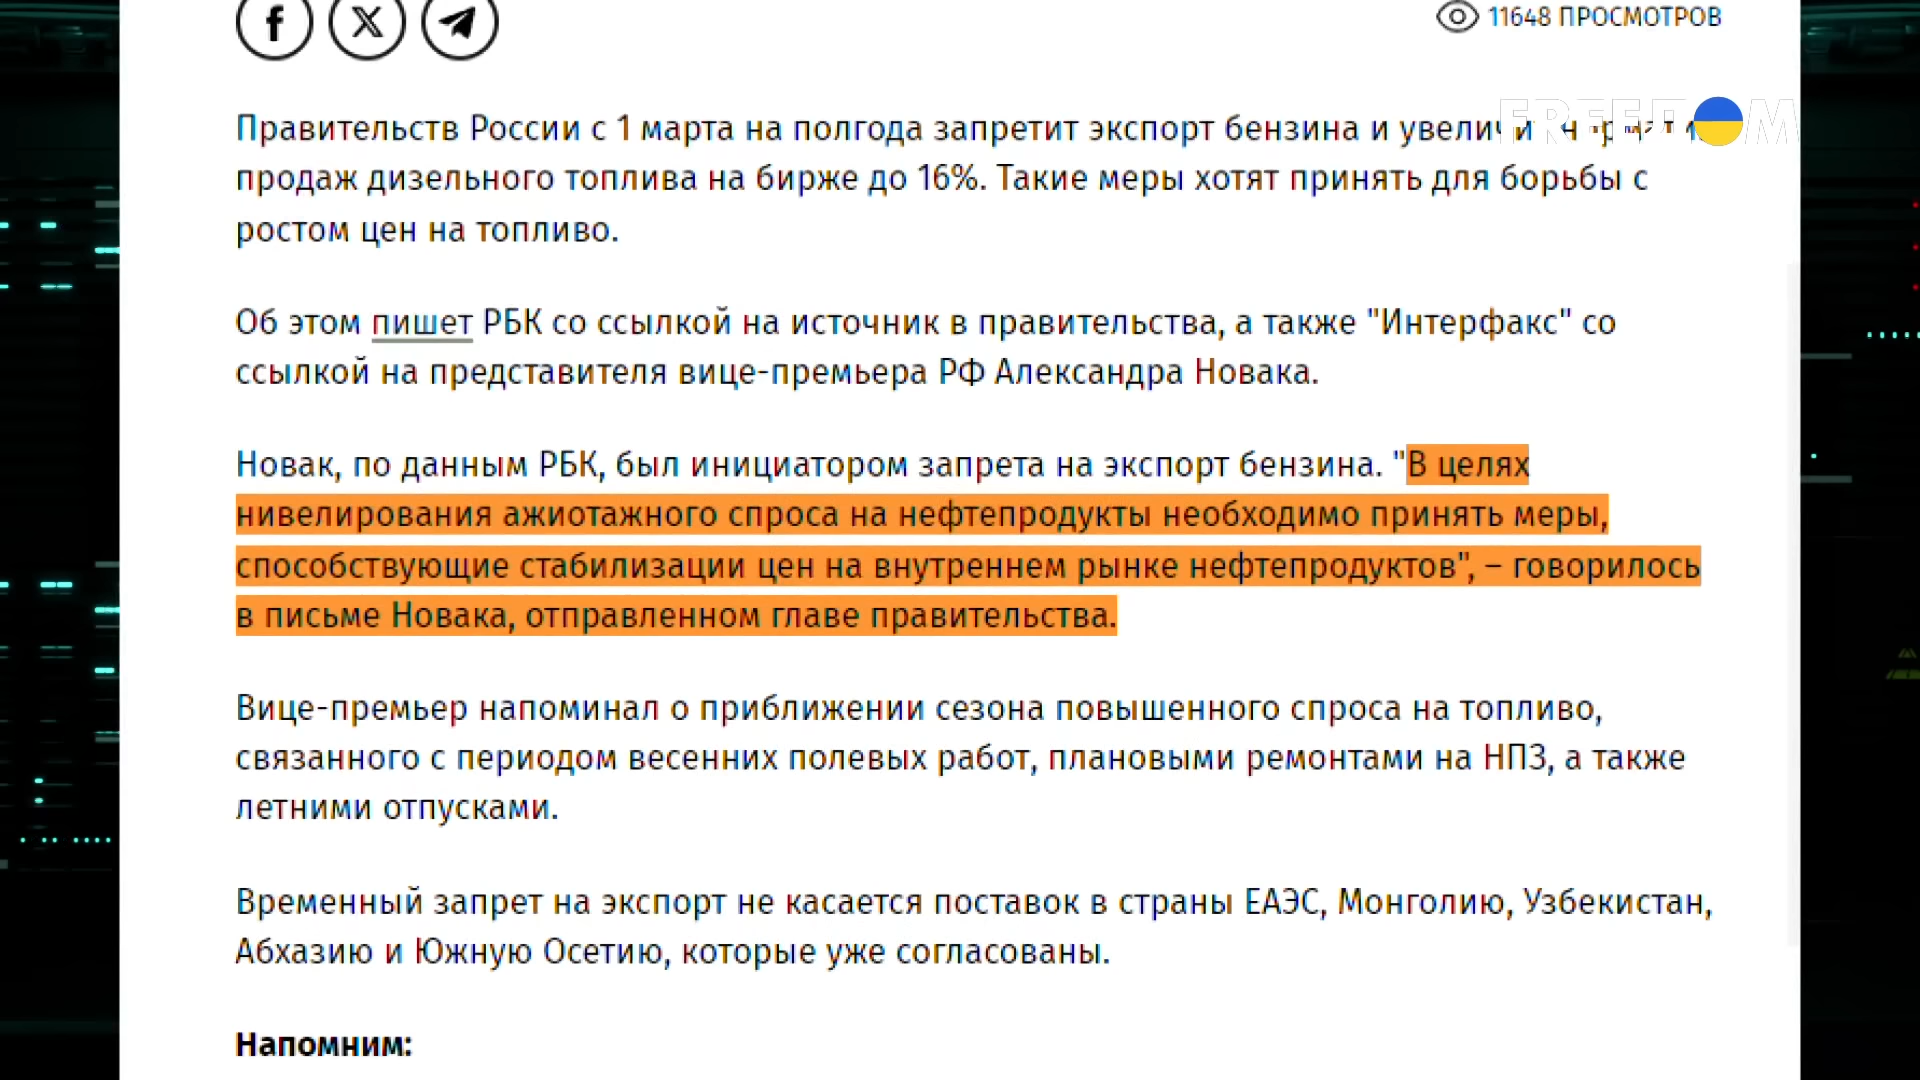 11648 ПРОСМОТРОВ
FREEДOM
Правительств России с 1 марта на полгода запретит экспорт бензина и
продаж дизельного топлива на бирже до 16%. Такие меры хотят принять для борьбы с
ростом цен на топливо.
Об этом пишет РБК со ссылкой на источник в правительства, а также "Интерфакс" со
ссылкой на представителя вице-премьера РФ Александра Новака.
Новак, по данным РБК, был инициатором запрета на экспорт бензина. "В целях
нивелирования ажиотажного спроса на нефтепродукты необходимо принять меры,
способствующие стабилизации цен на внутреннем рынке нефтепродуктов", – говорилось
в письме Новака, отправленном главе правительства.
Вице-премьер напоминал о приближении сезона повышенного спроса на топливо,
связанного с периодом весенних полевых работ, плановыми ремонтами на НПЗ, а также
летними отпусками.
Временный запрет на экспорт не касается поставок в страны ЕАЭС, Монголию, Узбекистан,
Абхазию и Южную Осетию, которые уже согласованы.
Напомним: